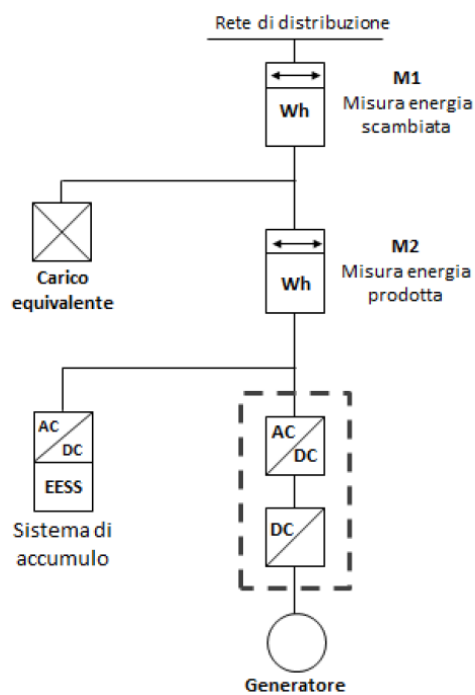 Rete di distribuzione
M1
Misura energia
scambiata
Wh
Carico
equivalente
M2
Misura energia
prodotta
Wh
AC
DC
EESS
Sistema di
accumulo
AC
DC
DC
Generatore